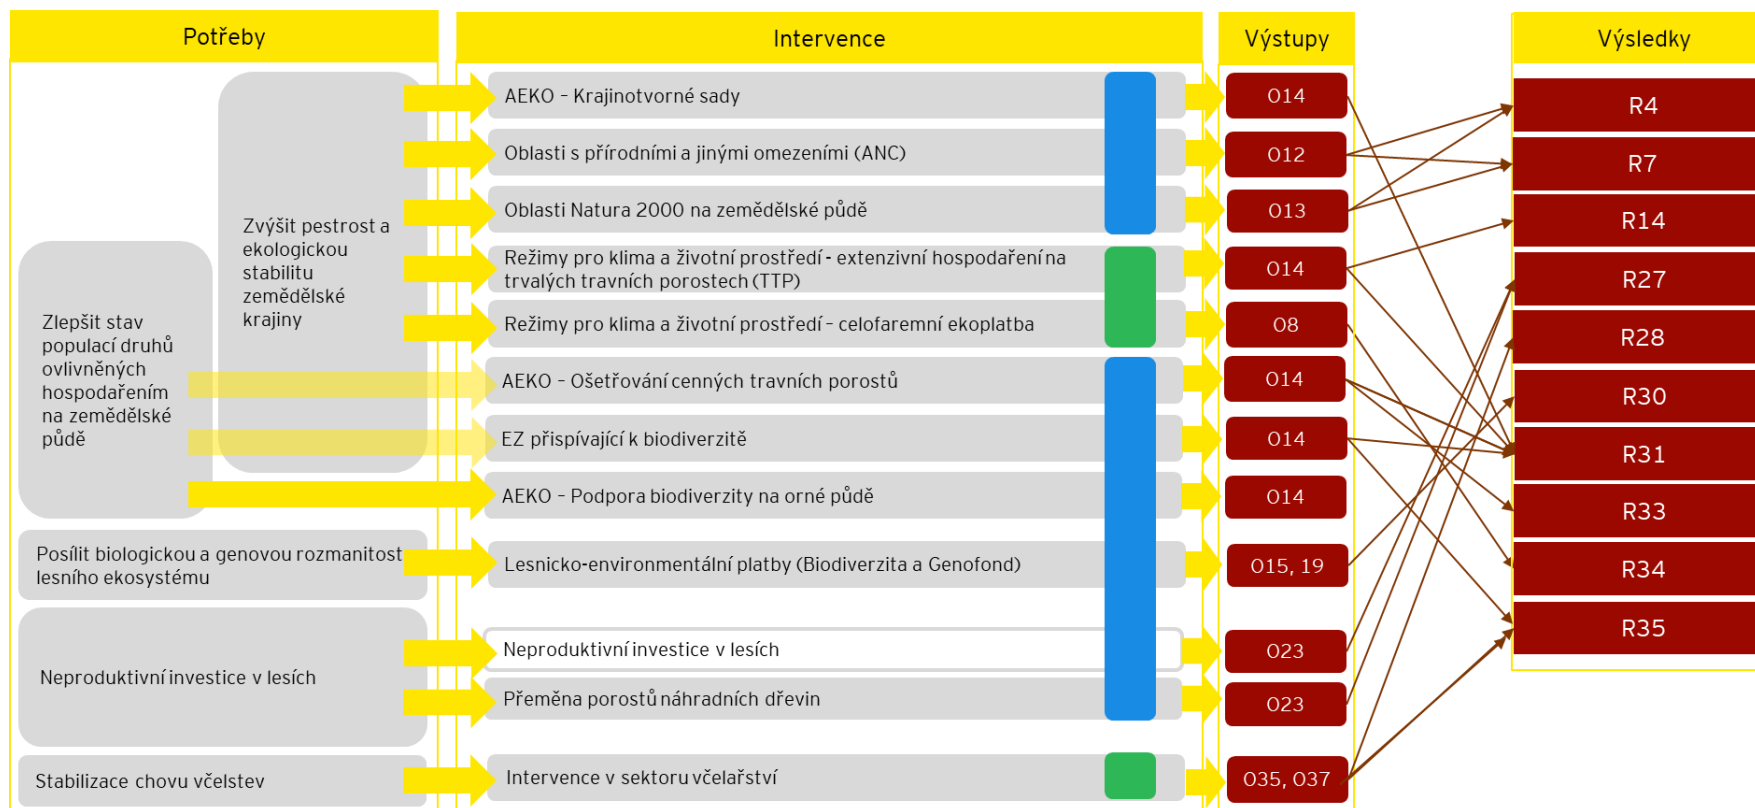 Potřeby
Intervence
Výstupy
Výsledky
Zvýšit pestrost a
ekologickou
stabilitu
zemědělské
krajiny
Zlepšit stav
populací druhů
ovlivněných
hospodařením
na zemědělské
půdě
Posílit biologickou a genovou rozmanitost
lesního ekosystému
Neproduktivní investice v lesích
Stabilizace chovu včelstev
AEKO – Krajinotvorné sady
Oblasti s přírodními a jinými omezeními (ANC)
Oblasti Natura 2000 na zemědělské půdě
Režimy pro klima a životní prostředí - extenzivní hospodaření na
trvalých travních porostech (TTP)
Režimy pro klima a životní prostředí – celofaremní ekoplatba
AEKO – Ošetřování cenných travních porostů
EZ přispívající k biodiverzitě
AEKO – Podpora biodiverzity na orné půdě
Lesnicko-environmentální platby (Biodiverzita a Genofond)
Neproduktivní investice v lesích
Přeměna porostů náhradních dřevin
Intervence v sektoru včelařství
O14
O12
O13
O14
O8
O14
O14
O14
O15, 19
O23
O23
O35, O37
R4
R7
R14
R27
R28
R30
R31
R33
R34
R35